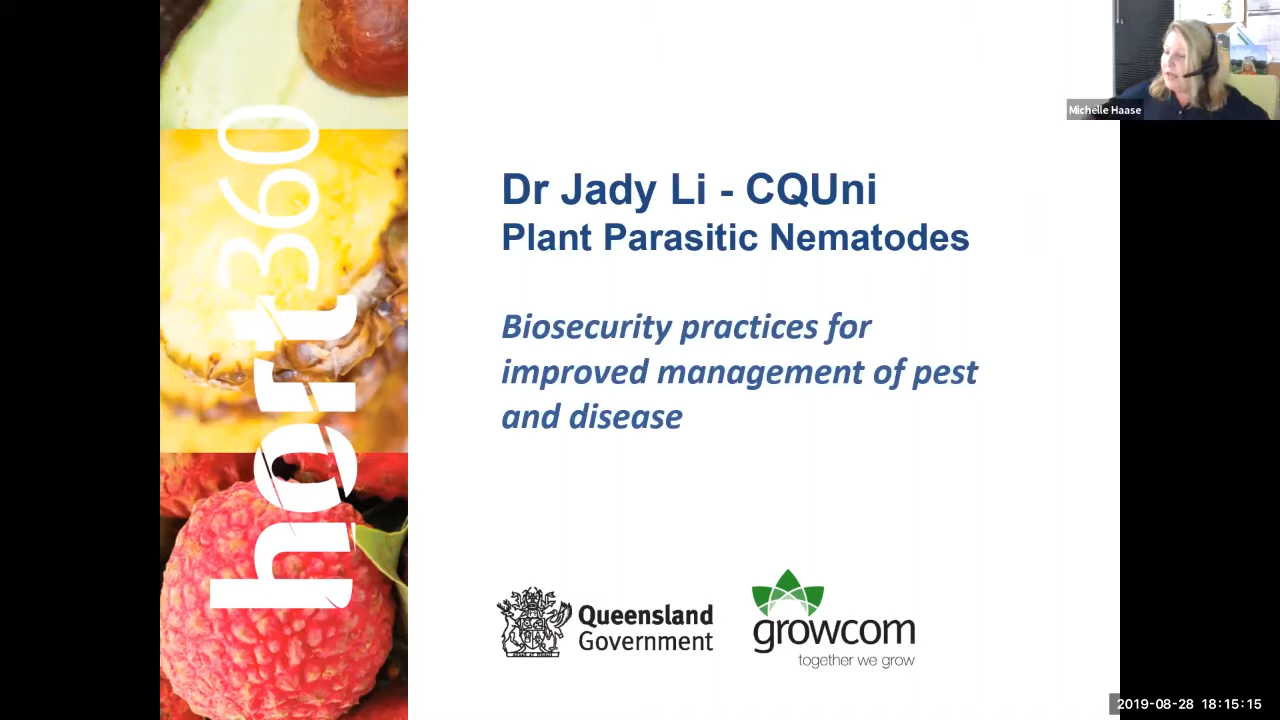 hort360
Dr Jady Li - CQUni
Plant Parasitic Nematodes
Biosecurity practices for
improved management of pest
and disease
Queensland
Government
growcom
together we grow
Michelle Haase
2019-08-28 18:15:15